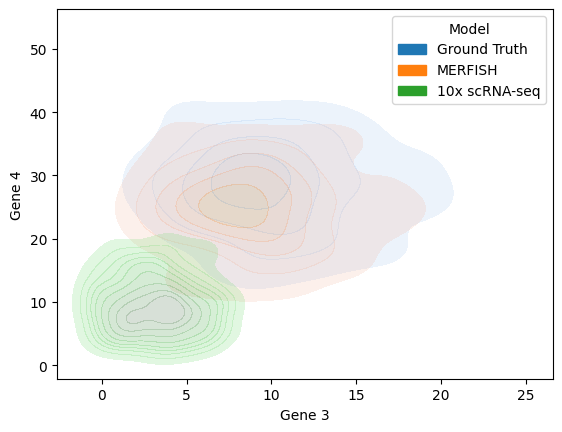 Model
Ground Truth
MERFISH
10x scRNA-seq
50
40
30
20
10
0
Gene 4
0 5 10 15 20 25
Gene 3